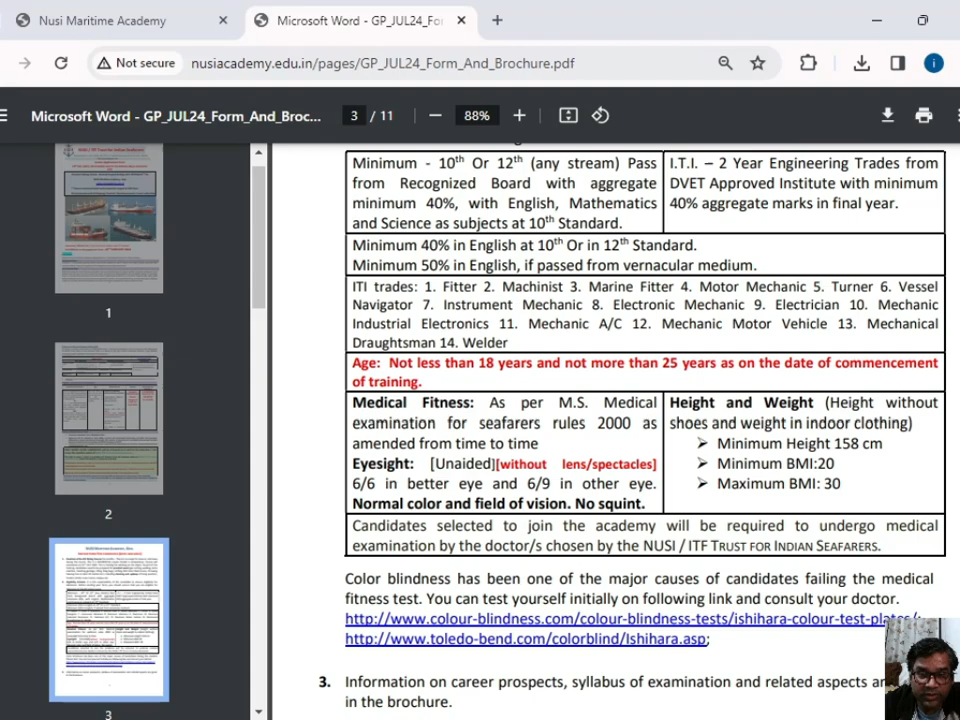 Nusi Maritime Academy
Microsoft Word - GP_JUL24_Fo
Not secure
nusiacademy.edu.in/pages/GP_JUL24_Form_And_Brochure.pdf
i
Microsoft Word - GP_JUL24_Form_And_Broc...
3 / 11
88%
Minimum - 10th Or 12th (any stream) Pass
from Recognized Board with aggregate
minimum 40%, with English, Mathematics
and Science as subjects at 10th Standard.
I.T.I. – 2 Year Engineering Trades from
DVET Approved Institute with minimum
40% aggregate marks in final year.
Minimum 40% in English at 10th Or in 12th Standard.
Minimum 50% in English, if passed from vernacular medium.
ITI trades: 1. Fitter 2. Machinist 3. Marine Fitter 4. Motor Mechanic 5. Turner 6. Vessel
Navigator 7. Instrument Mechanic 8. Electronic Mechanic 9. Electrician 10. Mechanic
Industrial Electronics 11. Mechanic A/C 12. Mechanic Motor Vehicle 13. Mechanical
Draughtsman 14. Welder
Age: Not less than 18 years and not more than 25 years as on the date of commencement
of training.
Medical Fitness: As per M.S. Medical
examination for seafarers rules 2000 as
amended from time to time
Eyesight: [Unaided][without lens/spectacles]
6/6 in better eye and 6/9 in other eye.
Normal color and field of vision. No squint.
Height and Weight (Height without
shoes and weight in indoor clothing)
➢ Minimum Height 158 cm
➢ Minimum BMI:20
➢ Maximum BMI: 30
Candidates selected to join the academy will be required to undergo medical
examination by the doctor/s chosen by the NUSI / ITF TRUST FOR INDIAN SEAFARERS.
Color blindness has been one of the major causes of candidates failing the medical
fitness test. You can test yourself initially on following link and consult your doctor.
http://www.colour-blindness.com/colour-blindness-tests/ishihara-colour-test-plates/;
http://www.toledo-bend.com/colorblind/Ishihara.asp;
3. Information on career prospects, syllabus of examination and related aspects
in the brochure.
1
2
3